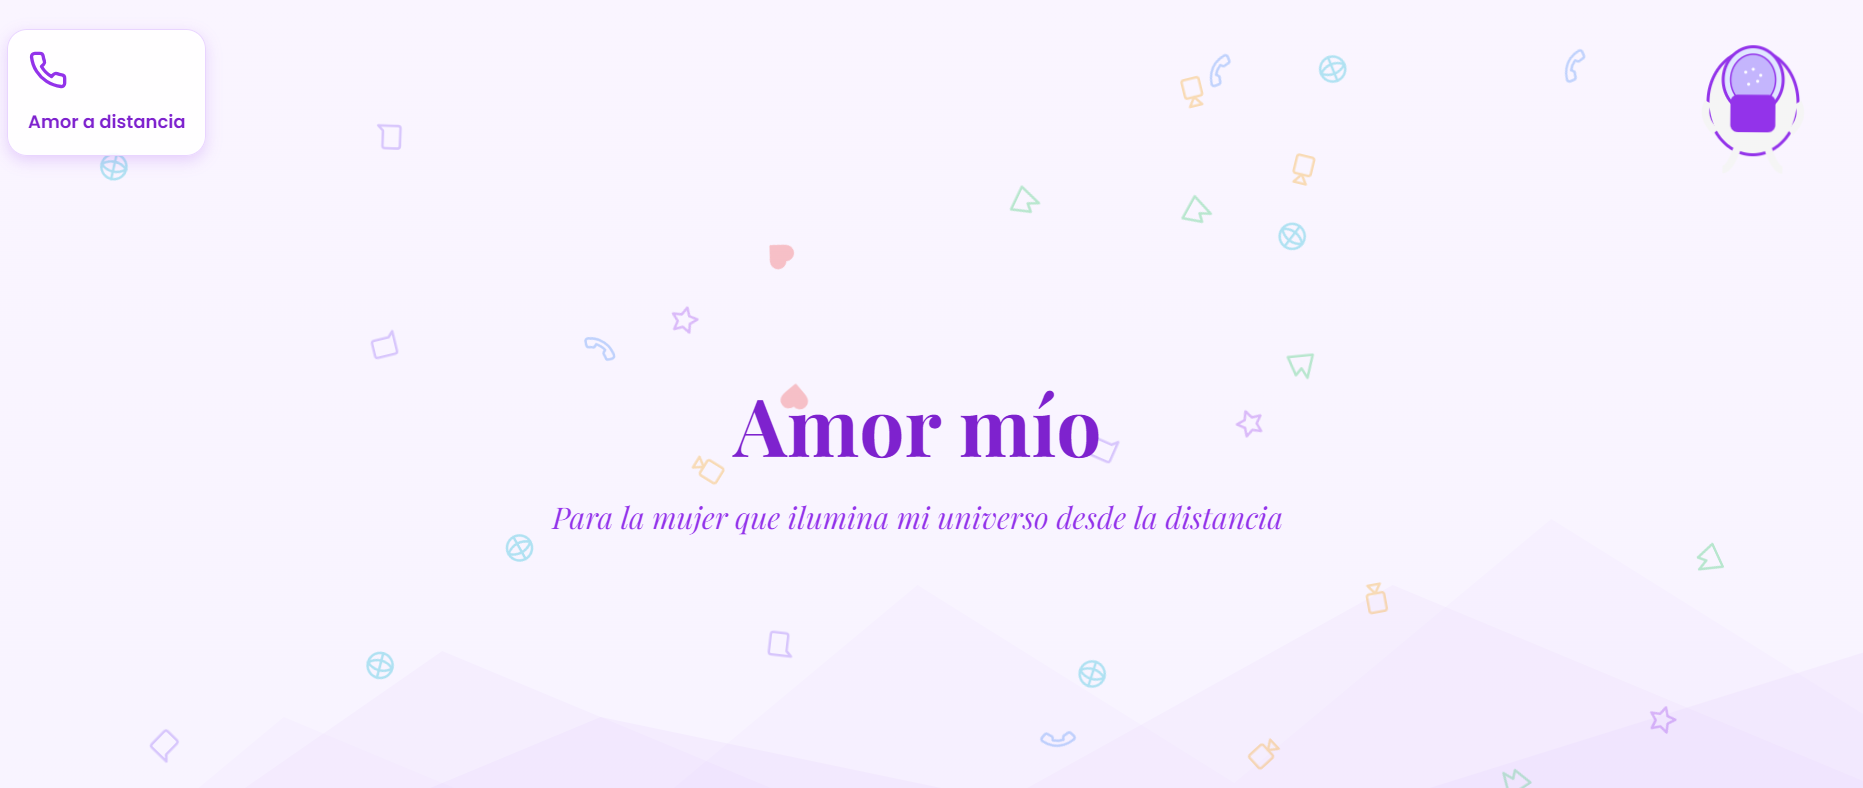 Amor a distancia
Amor mío
Para la mujer que ilumina mi universo desde la distancia